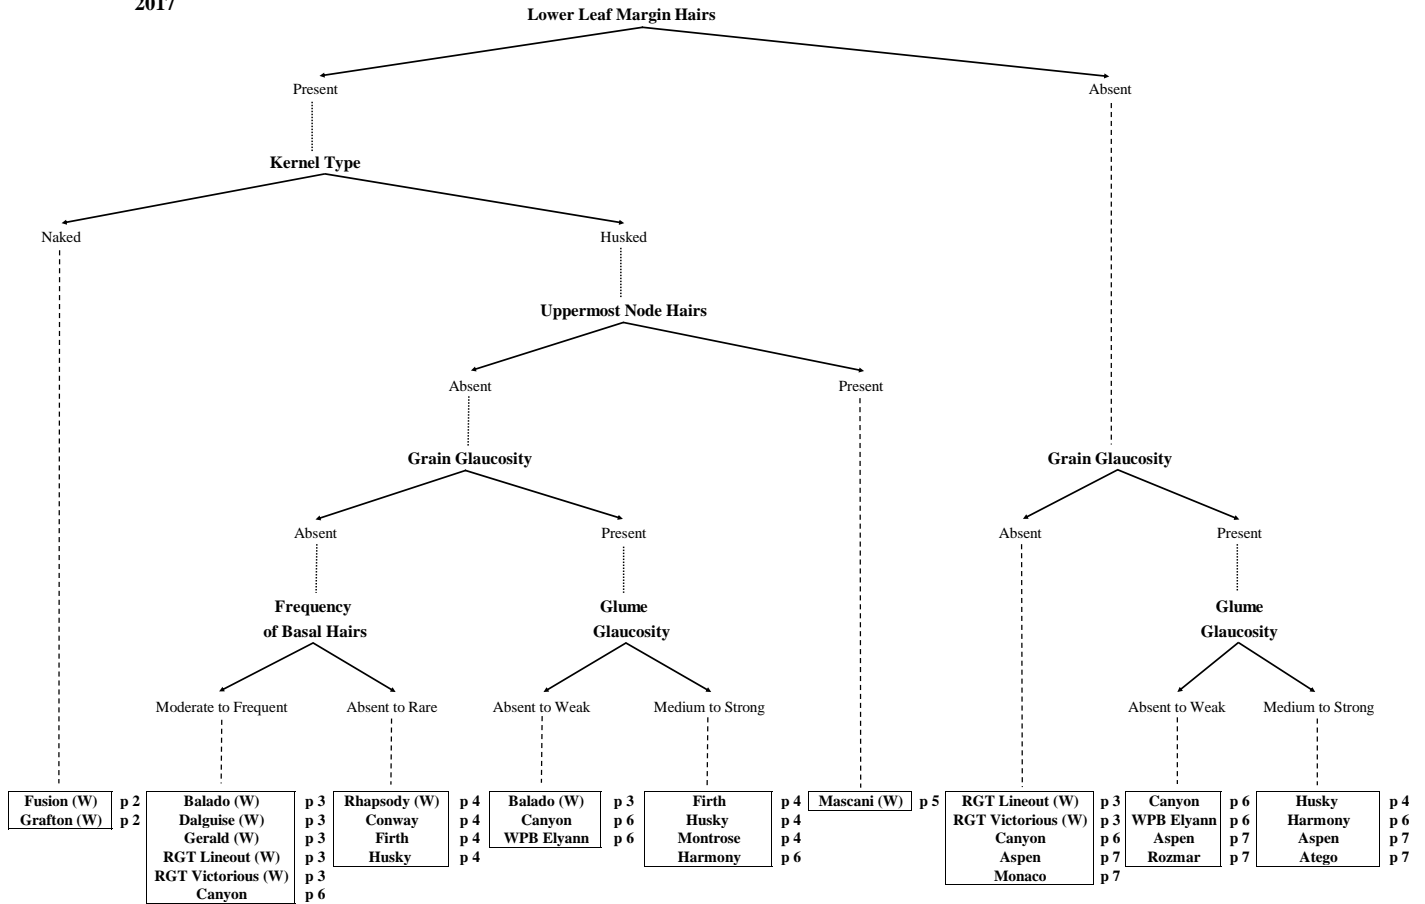 2017
Lower Leaf Margin Hairs
Present
Absent
Kernel Type
Naked
Husked
Uppermost Node Hairs
Absent
Present
Grain Glaucosity
Grain Glaucosity
Absent
Present
Absent
Present
Frequency
of Basal Hairs
Glume
Glaucosity
Glume
Glaucosity
Moderate to Frequent
Absent to Rare
Absent to Weak
Medium to Strong
Absent to Weak
Medium to Strong
Fusion (W) p 2
Grafton (W) p 2
Balado (W) p 3
Dalguise (W) p 3
Gerald (W) p 3
RGT Lineout (W) p 3
RGT Victorious (W) p 3
Canyon p 6
Rhapsody (W) p 4
Conway p 4
Firth p 4
Husky p 4
Balado (W) p 3
Canyon p 6
WPB Elyann p 6
Firth p 4
Husky p 4
Montrose p 4
Harmony p 6
Mascani (W) p 5
RGT Lineout (W) p 3
RGT Victorious (W) p 3
Canyon p 6
Aspen p 7
Monaco p 7
Canyon p 6
WPB Elyann p 6
Aspen p 7
Rozmar p 7
Husky p 4
Harmony p 6
Aspen p 7
Atego p 7